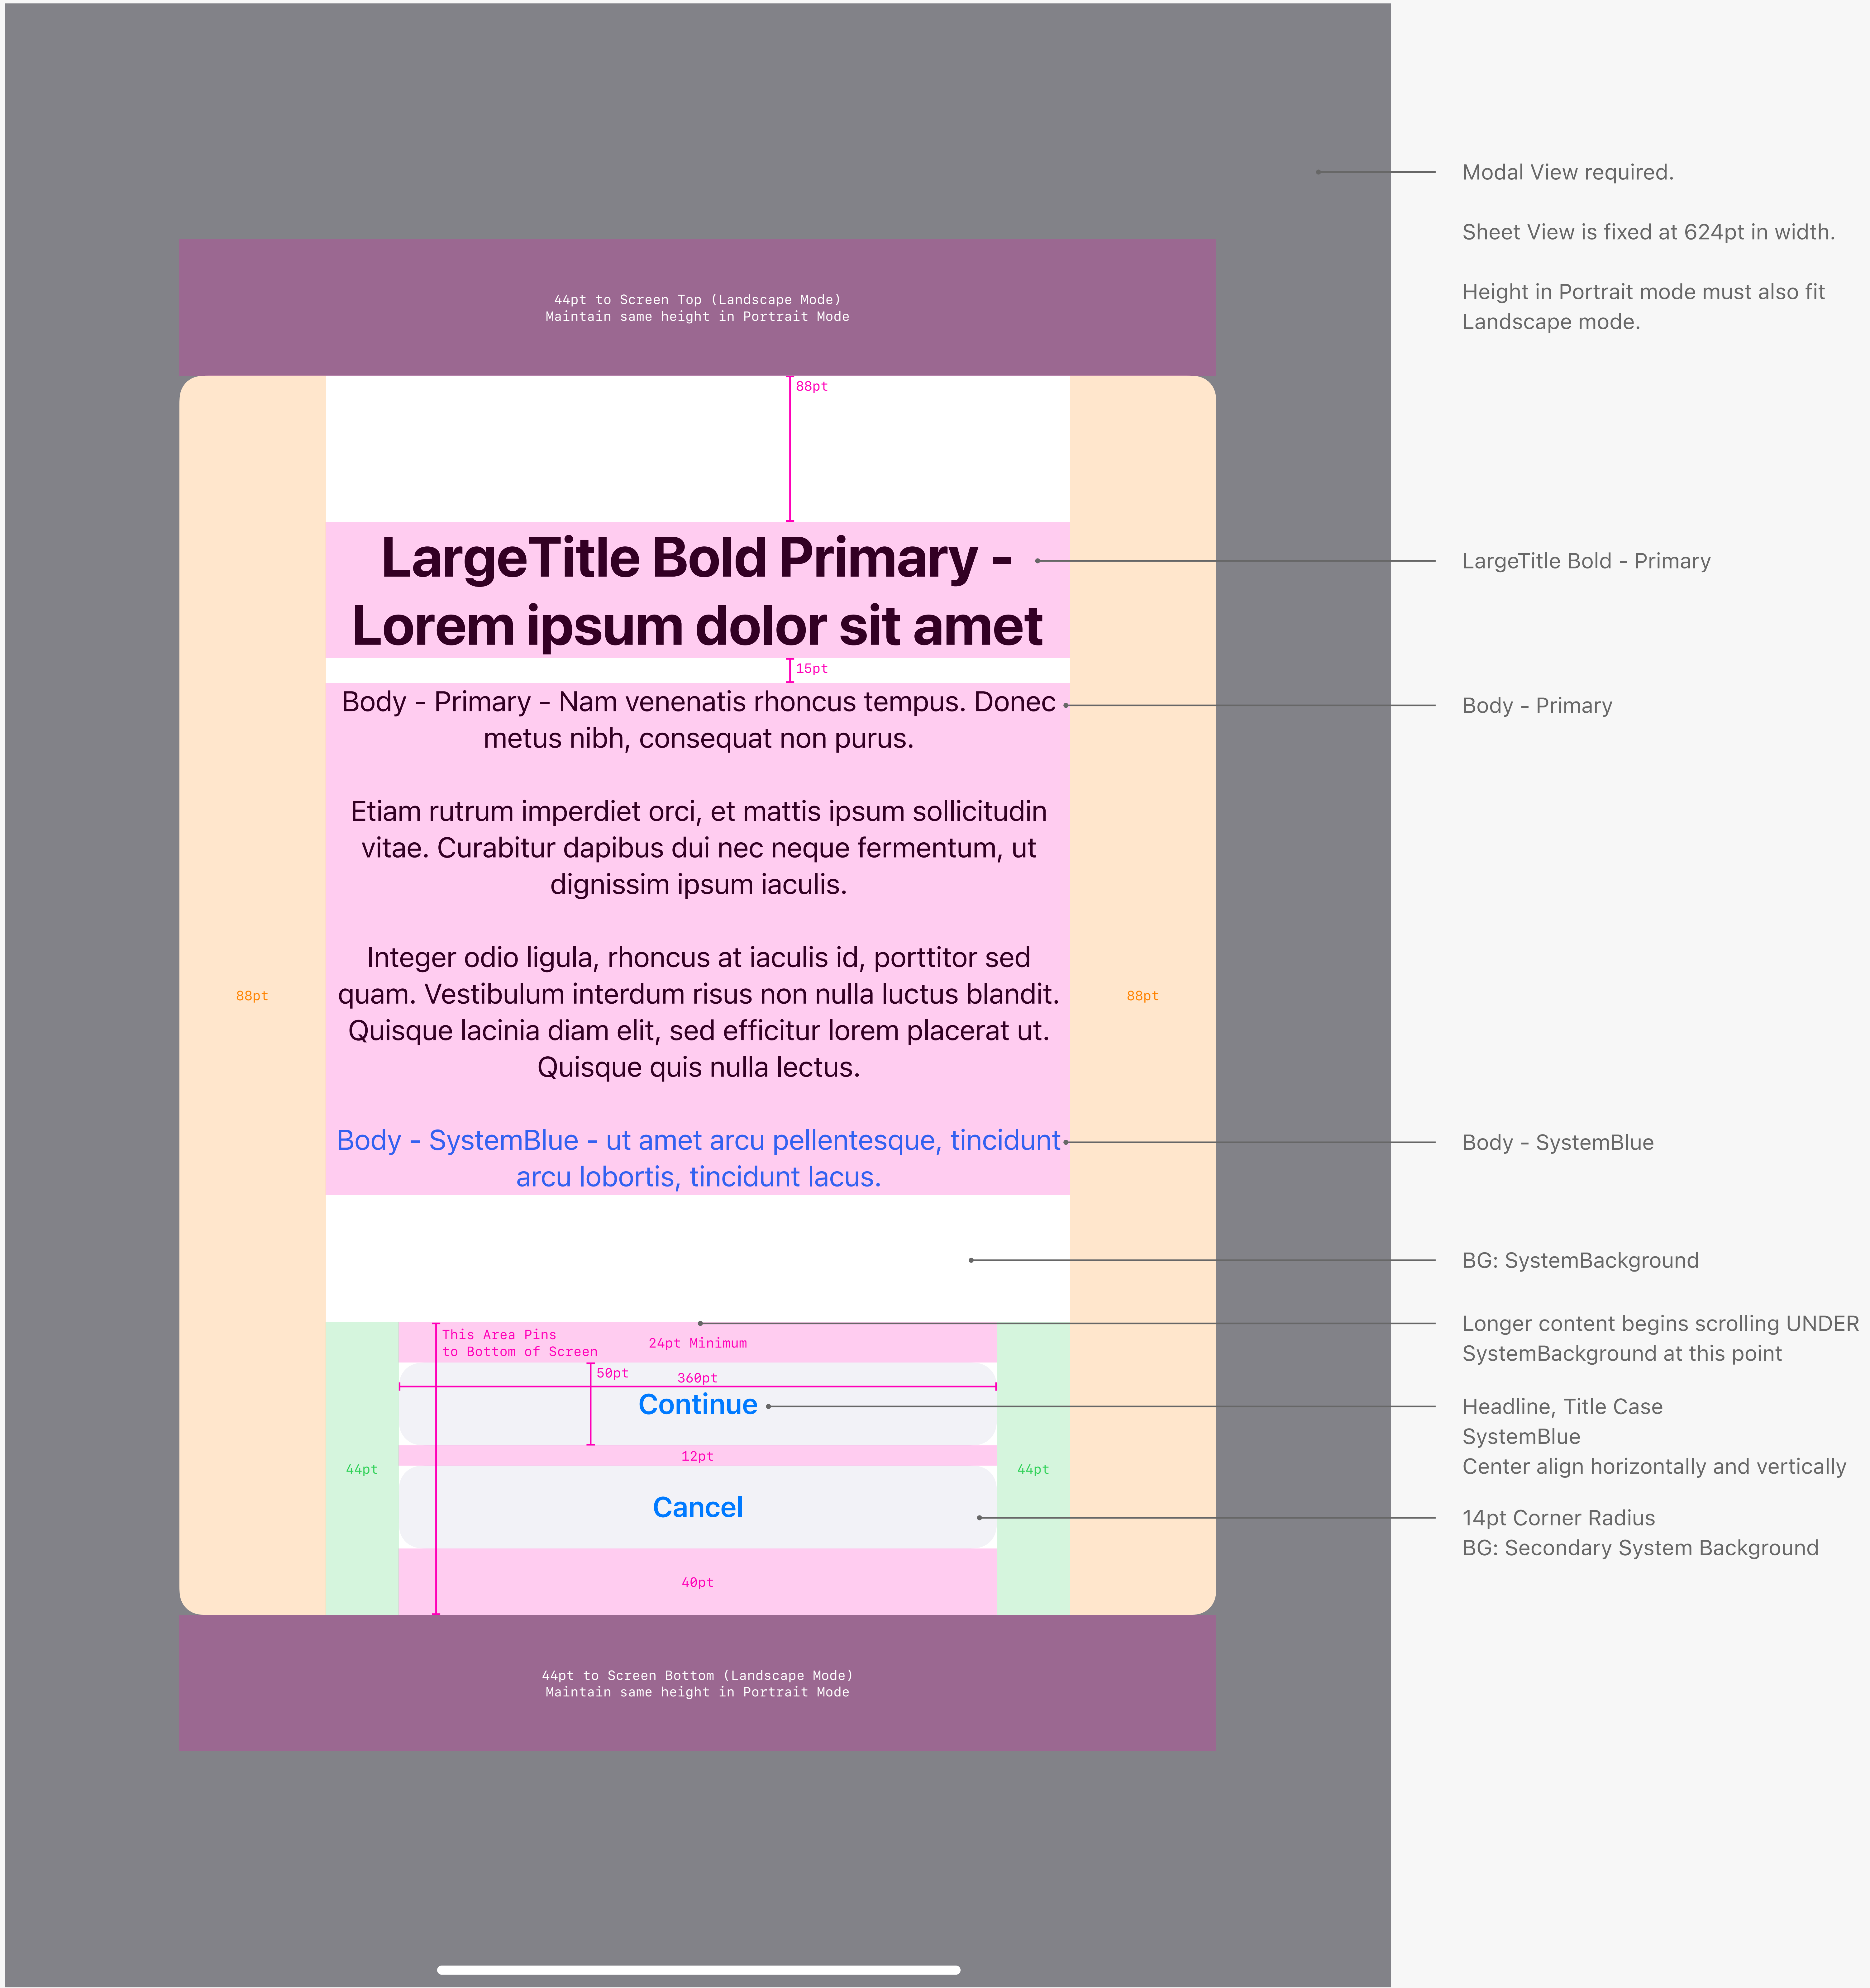 Modal View required.
Sheet View is fixed at 624pt in width.
Height in Portrait mode must also fit
Landscape mode.
44pt to Screen Top (Landscape Mode)
Maintain same height in Portrait Mode
88pt
LargeTitle Bold Primary -
Lorem ipsum dolor sit amet
LargeTitle Bold - Primary
15pt
Body - Primary - Nam venenatis rhoncus tempus. Donec
metus nibh, consequat non purus.
Body - Primary
Etiam rutrum imperdiet orci, et mattis ipsum sollicitudin
vitae. Curabitur dapibus dui nec neque fermentum, ut
dignissim ipsum iaculis.
Integer odio ligula, rhoncus at iaculis id, porttitor sed
quam. Vestibulum interdum risus non nulla luctus blandit.
Quisque lacinia diam elit, sed efficitur lorem placerat ut.
Quisque quis nulla lectus.
88pt
88pt
Body - SystemBlue - ut amet arcu pellentesque, tincidunt
arcu lobortis, tincidunt lacus.
Body - SystemBlue
BG: SystemBackground
This Area Pins
to Bottom of Screen
24pt Minimum
Longer content begins scrolling UNDER
SystemBackground at this point
50pt
360pt
Continue
Headline, Title Case
SystemBlue
Center align horizontally and vertically
12pt
44pt
44pt
Cancel
14pt Corner Radius
BG: Secondary System Background
40pt
44pt to Screen Bottom (Landscape Mode)
Maintain same height in Portrait Mode